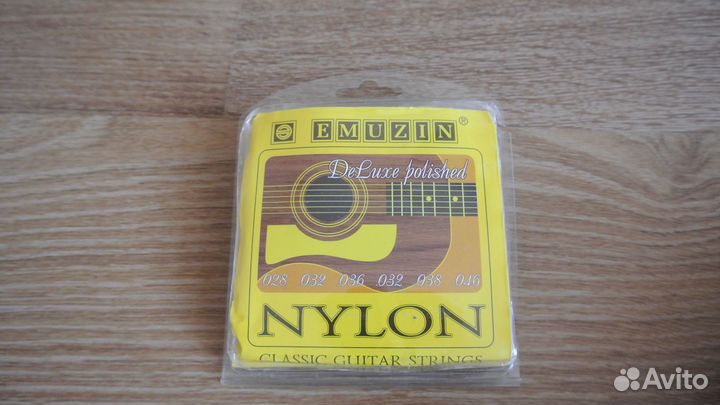 EMUZIN ®
DeLuxe polished
.028 .032 .036 .032 .038 .046
NYLON
CLASSIC GUITAR STRINGS
Avito